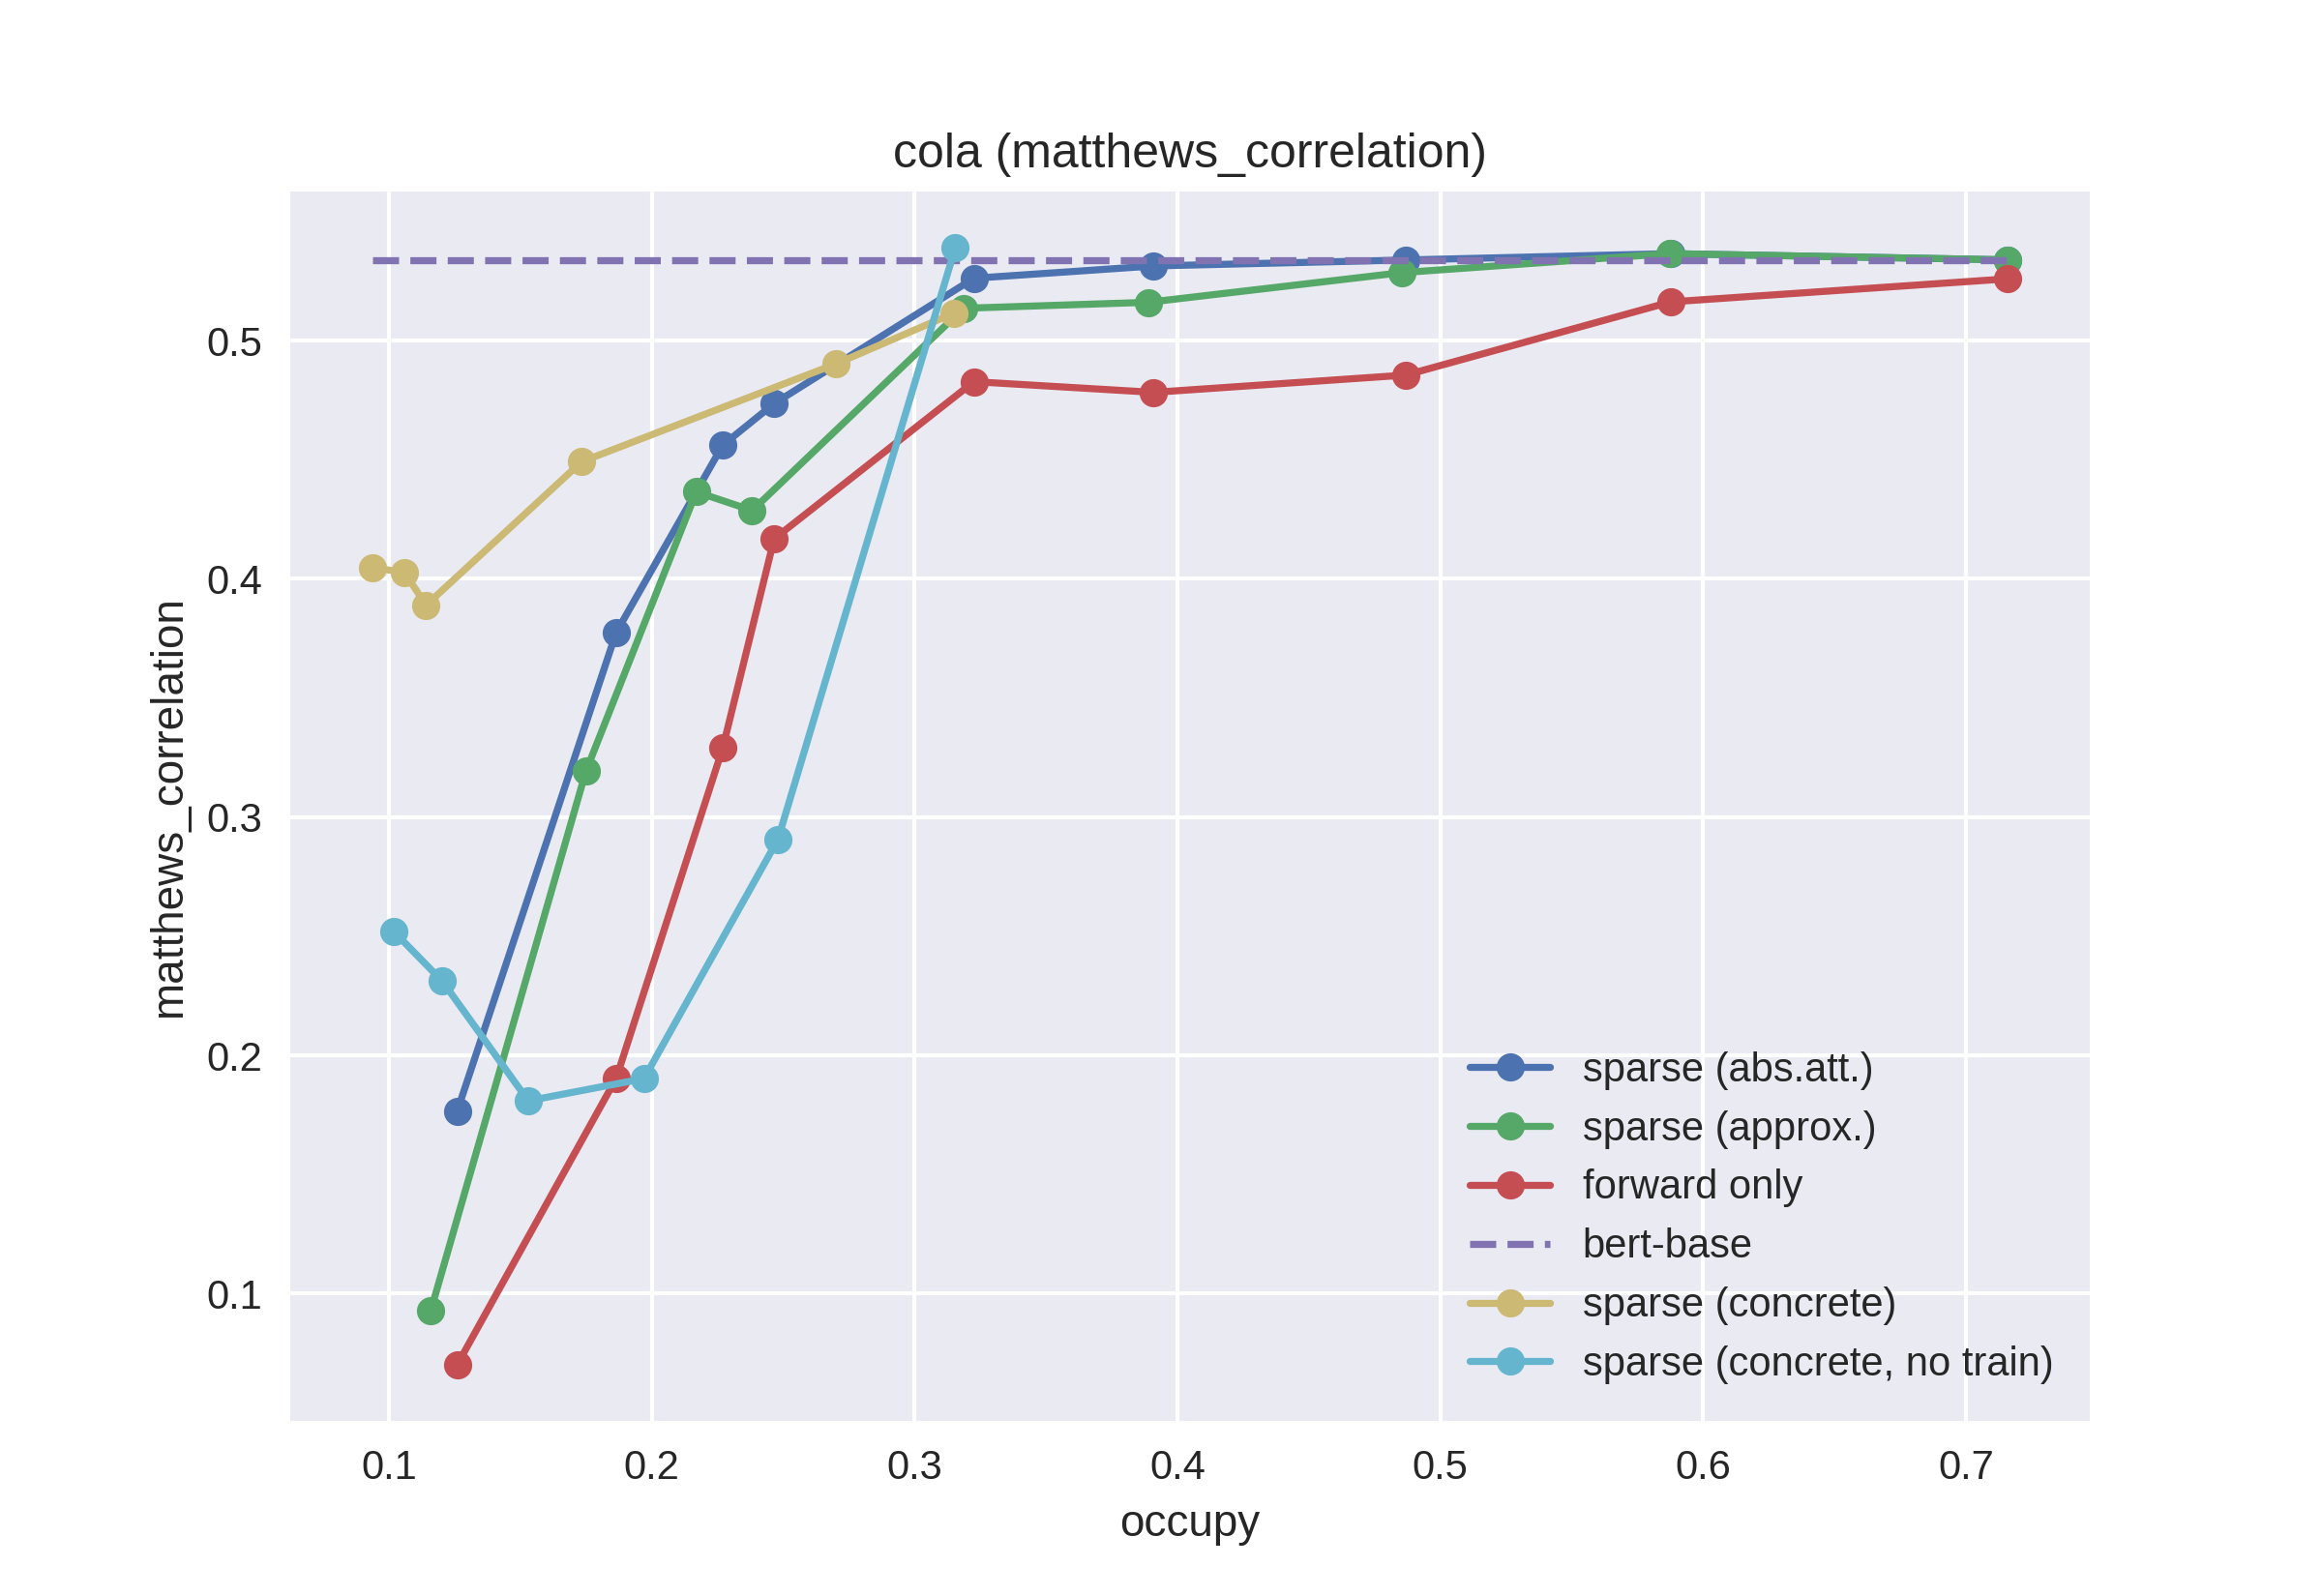 cola (matthews_correlation)
matthews_correlation
0.5
0.4
0.3
0.2
0.1
sparse (abs.att.)
sparse (approx.)
forward only
bert-base
sparse (concrete)
sparse (concrete, no train)
0.1 0.2 0.3 0.4 0.5 0.6 0.7
occupy